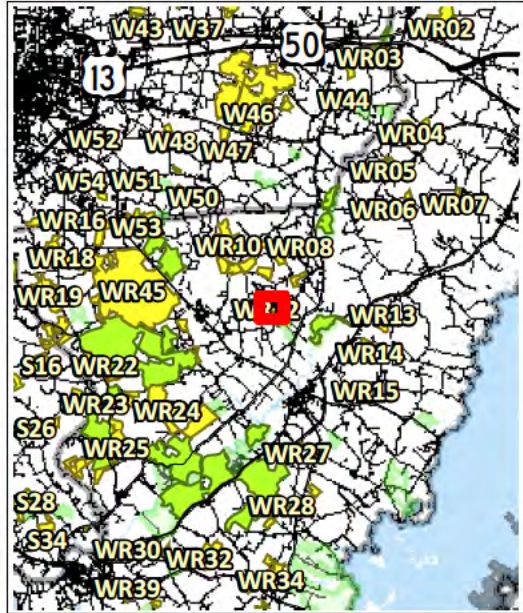 W43 W37 WR02
50
WR03
13
W44
W46
W52 W48 W47 WR04
WR05
W54 W51
W50 WR06 WR07
WR16 W53
WR18 WR10 WR08
WR19 WR45
WR13
S16 WR22 WR14
WR23 WR24 WR15
S26
WR25 WR27
S28 WR28
S34
WR30 WR32
WR39 WR34